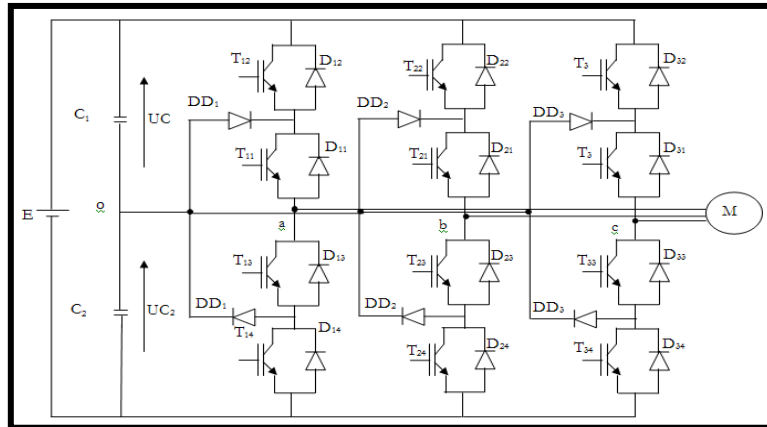 T12 D12 T22 D22 T3 D32
DD1 DD2 DD3
C1 UC
T11 D11 T21 D21 T3 D31
E o a b c M
T13 D13 T23 D23 T33 D33
C2 UC2 DD1 DD2 DD3
T14 D14 T24 D24 T34 D34